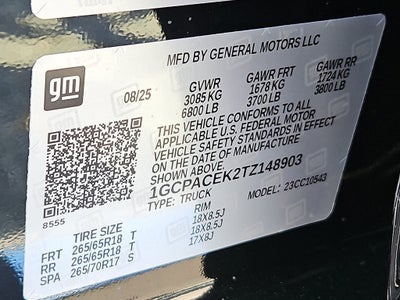 gm
MFD BY GENERAL MOTORS LLC
08/25 GVWR GAWR FRT GAWR RR
3085 KG 1678 KG 1724 KG
6800 LB 3700 LB 3800 LB
THIS VEHICLE CONFORMS TO ALL
APPLICABLE U.S. FEDERAL MOTOR
VEHICLE SAFETY STANDARDS IN EFFECT
ON THE DATE OF MANUFACTURE
SHOWN ABOVE.
1GCPACEK2TZ148903
TYPE: TRUCK MODEL: 23CC10543
8555
TIRE SIZE RIM
FRT 265/65R18 T 18X8.5J
RR 265/65R18 T 18X8.5J
SPA 265/70R17 S 17X8J